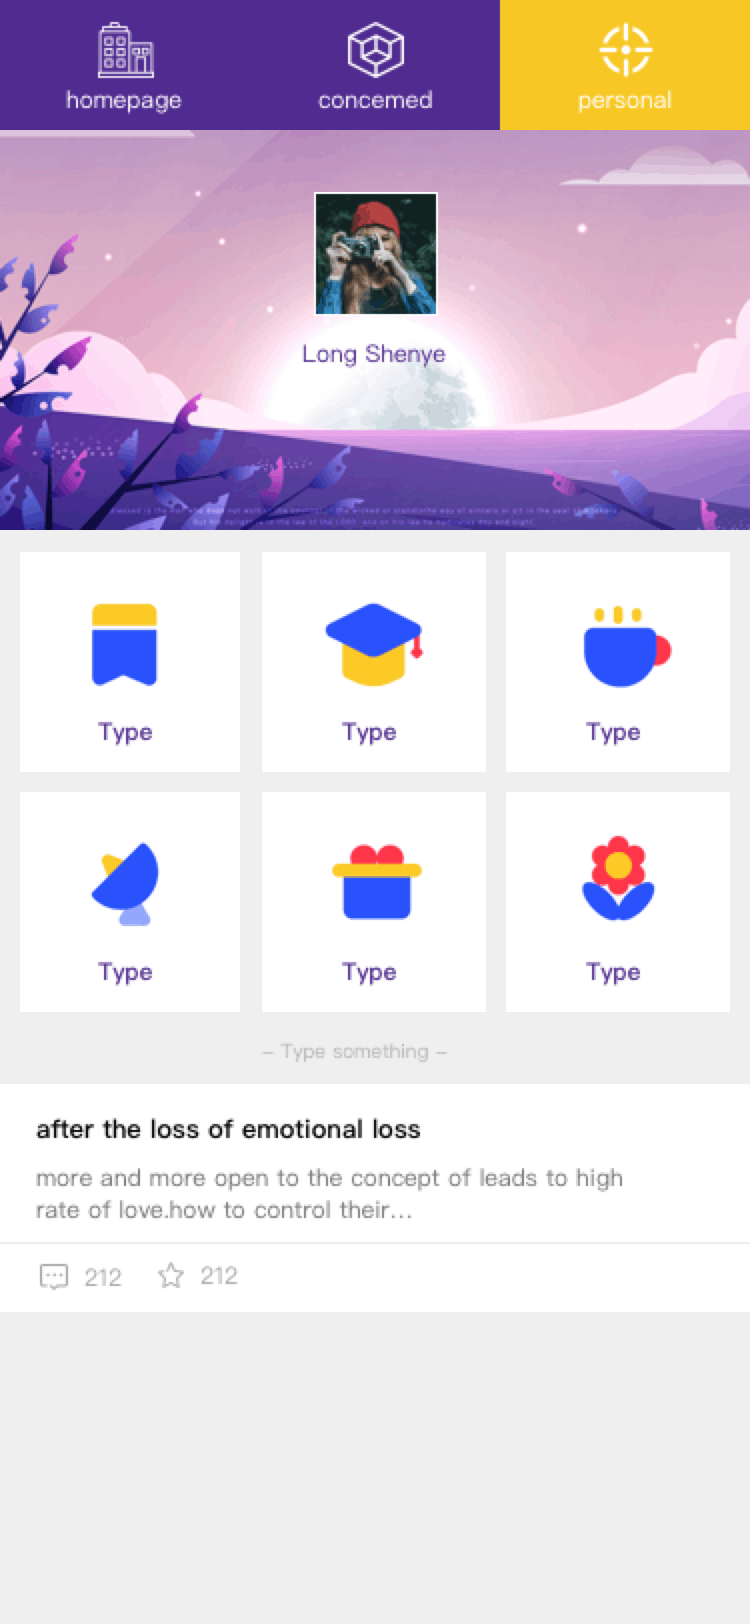 homepage
concemed
personal
Long Shenye
Type
Type
Type
Type
Type
Type
– Type something –
after the loss of emotional loss
more and more open to the concept of leads to high
rate of love.how to control their...
212
212